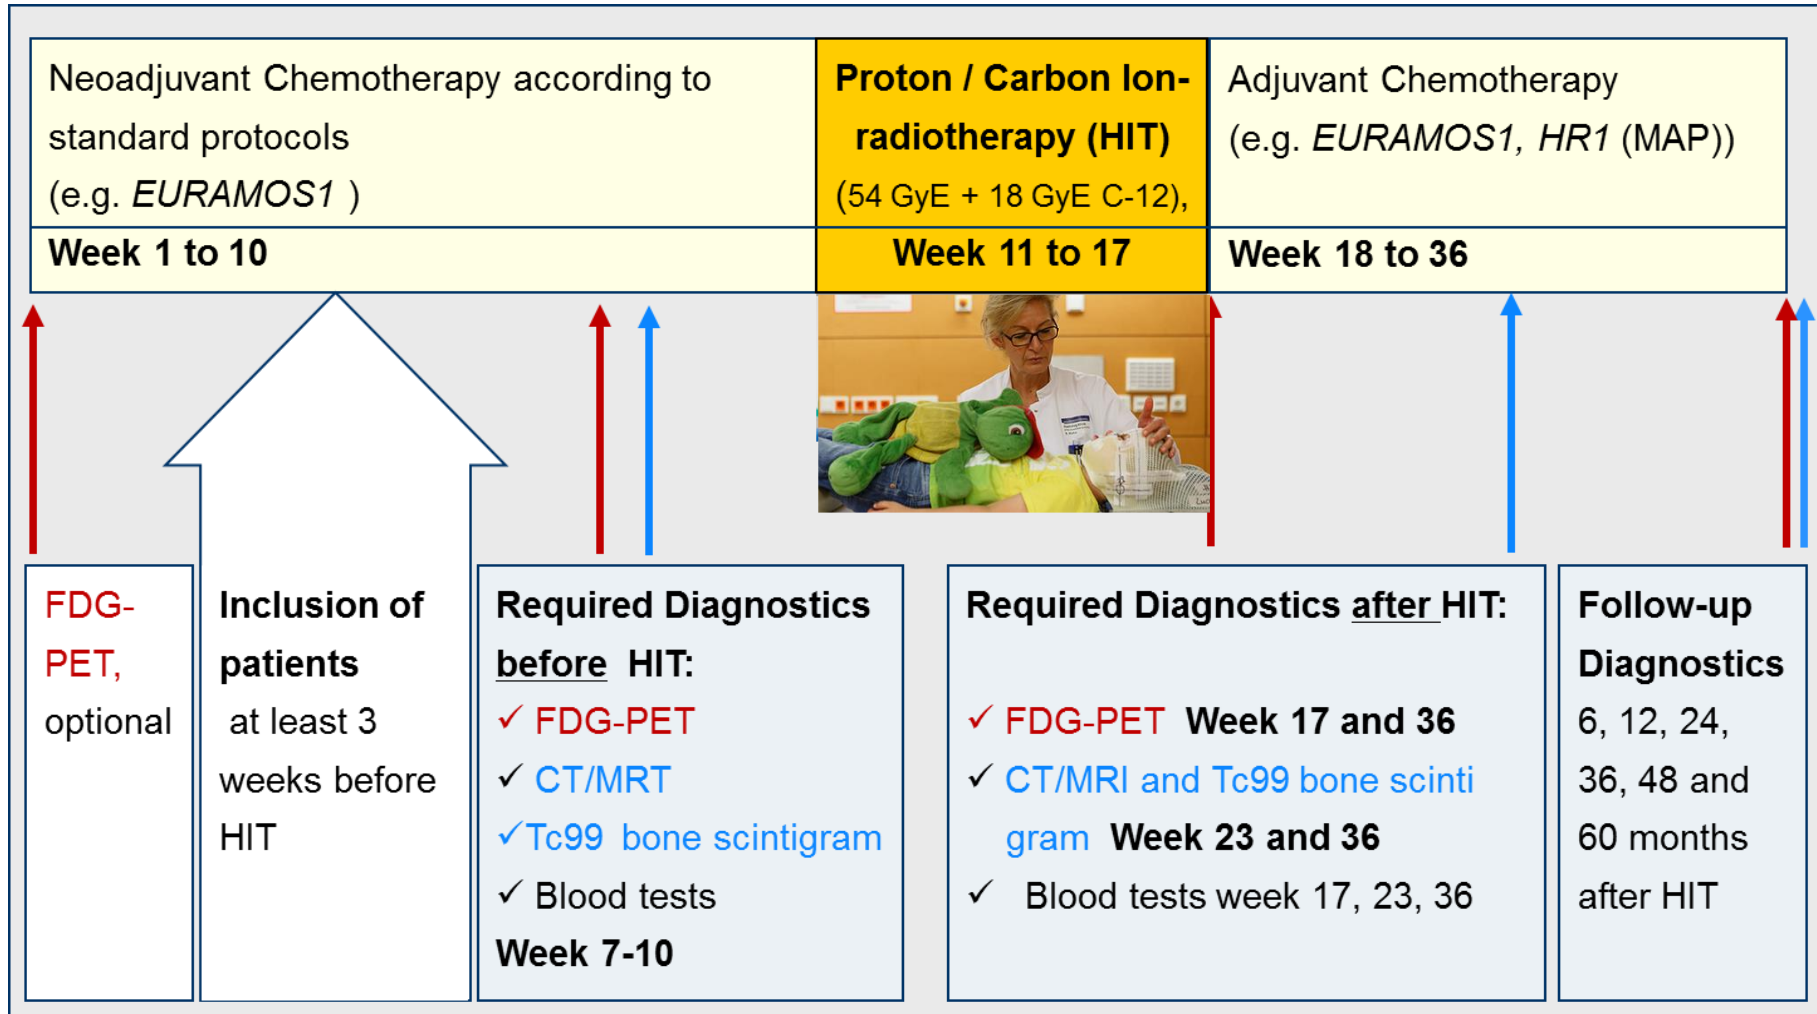 Neoadjuvant Chemotherapy according to
standard protocols
(e.g. EURAMOS1 )
Week 1 to 10
Proton / Carbon Ion-
radiotherapy (HIT)
(54 GyE + 18 GyE C-12),
Week 11 to 17
Adjuvant Chemotherapy
(e.g. EURAMOS1, HR1 (MAP))
Week 18 to 36
FDG-
PET,
optional
Inclusion of
patients
at least 3
weeks before
HIT
Required Diagnostics
before HIT:
✓ FDG-PET
✓ CT/MRT
✓Tc99 bone scintigram
✓ Blood tests
Week 7-10
Required Diagnostics after HIT:
✓ FDG-PET Week 17 and 36
✓ CT/MRI and Tc99 bone scinti
gram Week 23 and 36
✓ Blood tests week 17, 23, 36
Follow-up
Diagnostics
6, 12, 24,
36, 48 and
60 months
after HIT